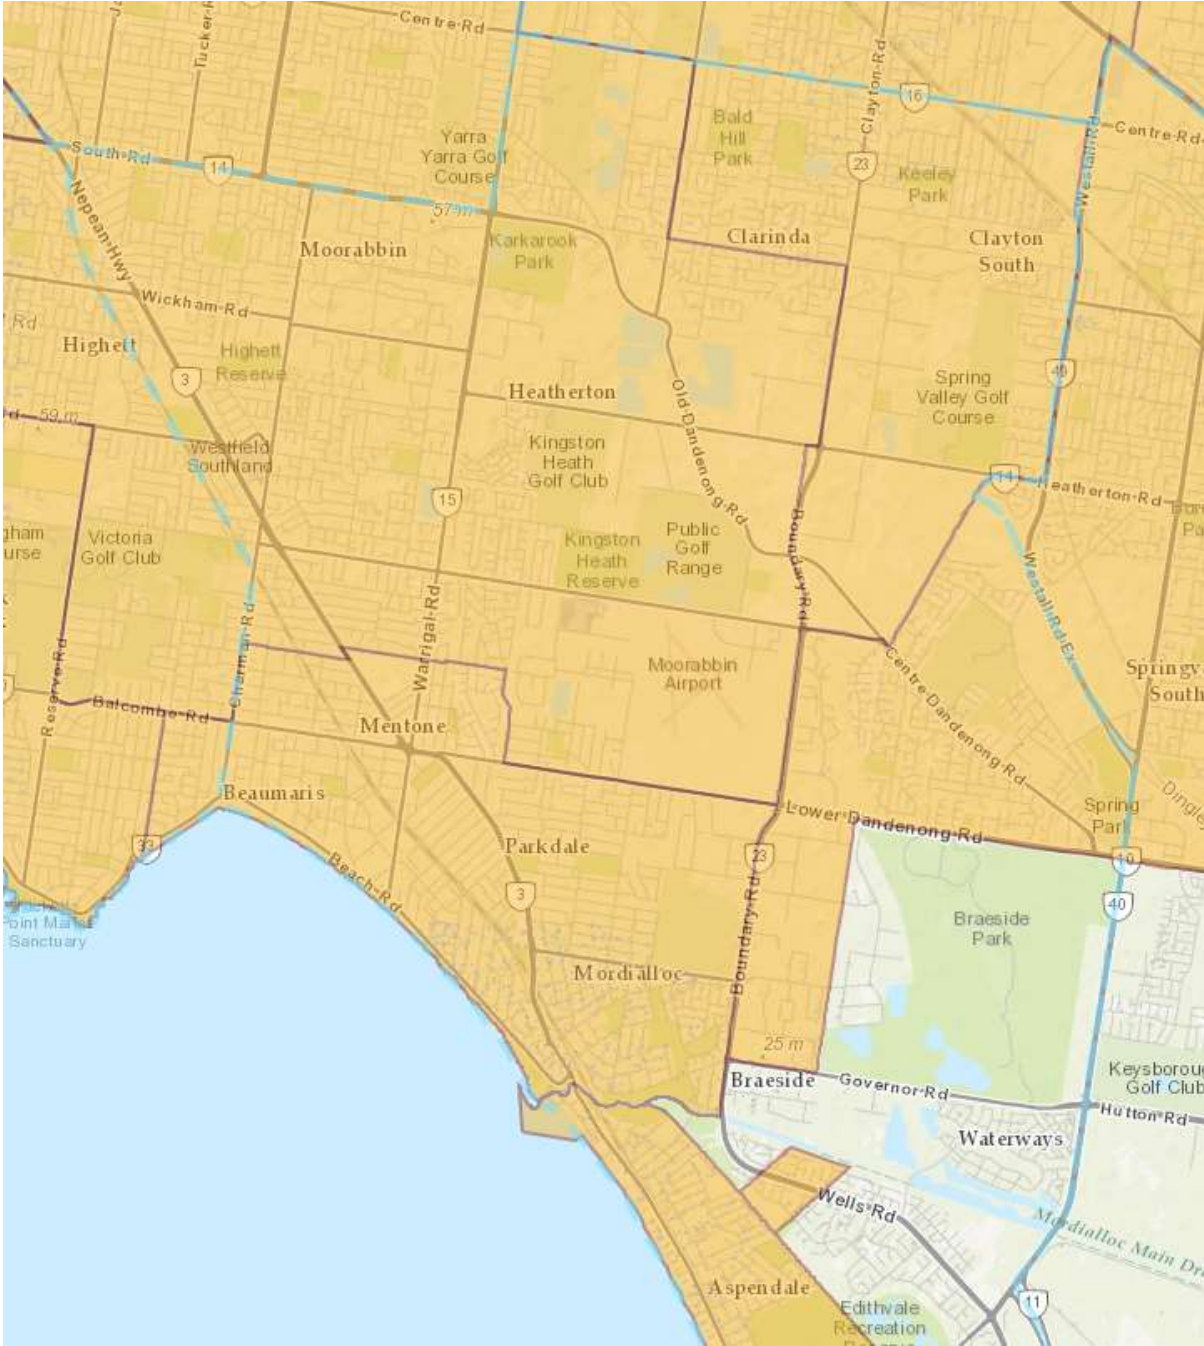 Centre Rd
Clayton Rd
16
Centre Rd
Bald
Hill
Park
Yarra
Yarra Golf
Course
South Rd
14
23
Keeley
Park
Westall Rd
57 m
Nepean Hwy
Moorabbin
Karkarook
Park
Clarinda
Clayton
South
Wickham Rd
Rd
Highett
Highett
Reserve
3
40
Heatherton
Old Dandenong Rd
Spring
Valley Golf
Course
59 m
Westfield
Southland
Kingston
Heath
Golf Club
14
Heatherton Rd
15
Boundary Rd
Victoria
Golf Club
Kingston
Heath
Reserve
Public
Golf
Range
Westall Rd Ex
Warrigal Rd
Charman Rd
Reserve Rd
Moorabbin
Airport
Centre Dandenong Rd
South
Balcombe Rd
Mentone
Beaumaris
Lower Dandenong Rd
Spring
Park
33
Parkdale
23
10
Beach Rd
3
40
Point
Sanctuary
Braeside
Park
Boundary Rd
Mordialloc
25 m
Braeside
Governor Rd
Golf Club
Hutton Rd
Waterways
Wells Rd
Mordialloc Main
Aspendale
11
Edithvale
Recreation